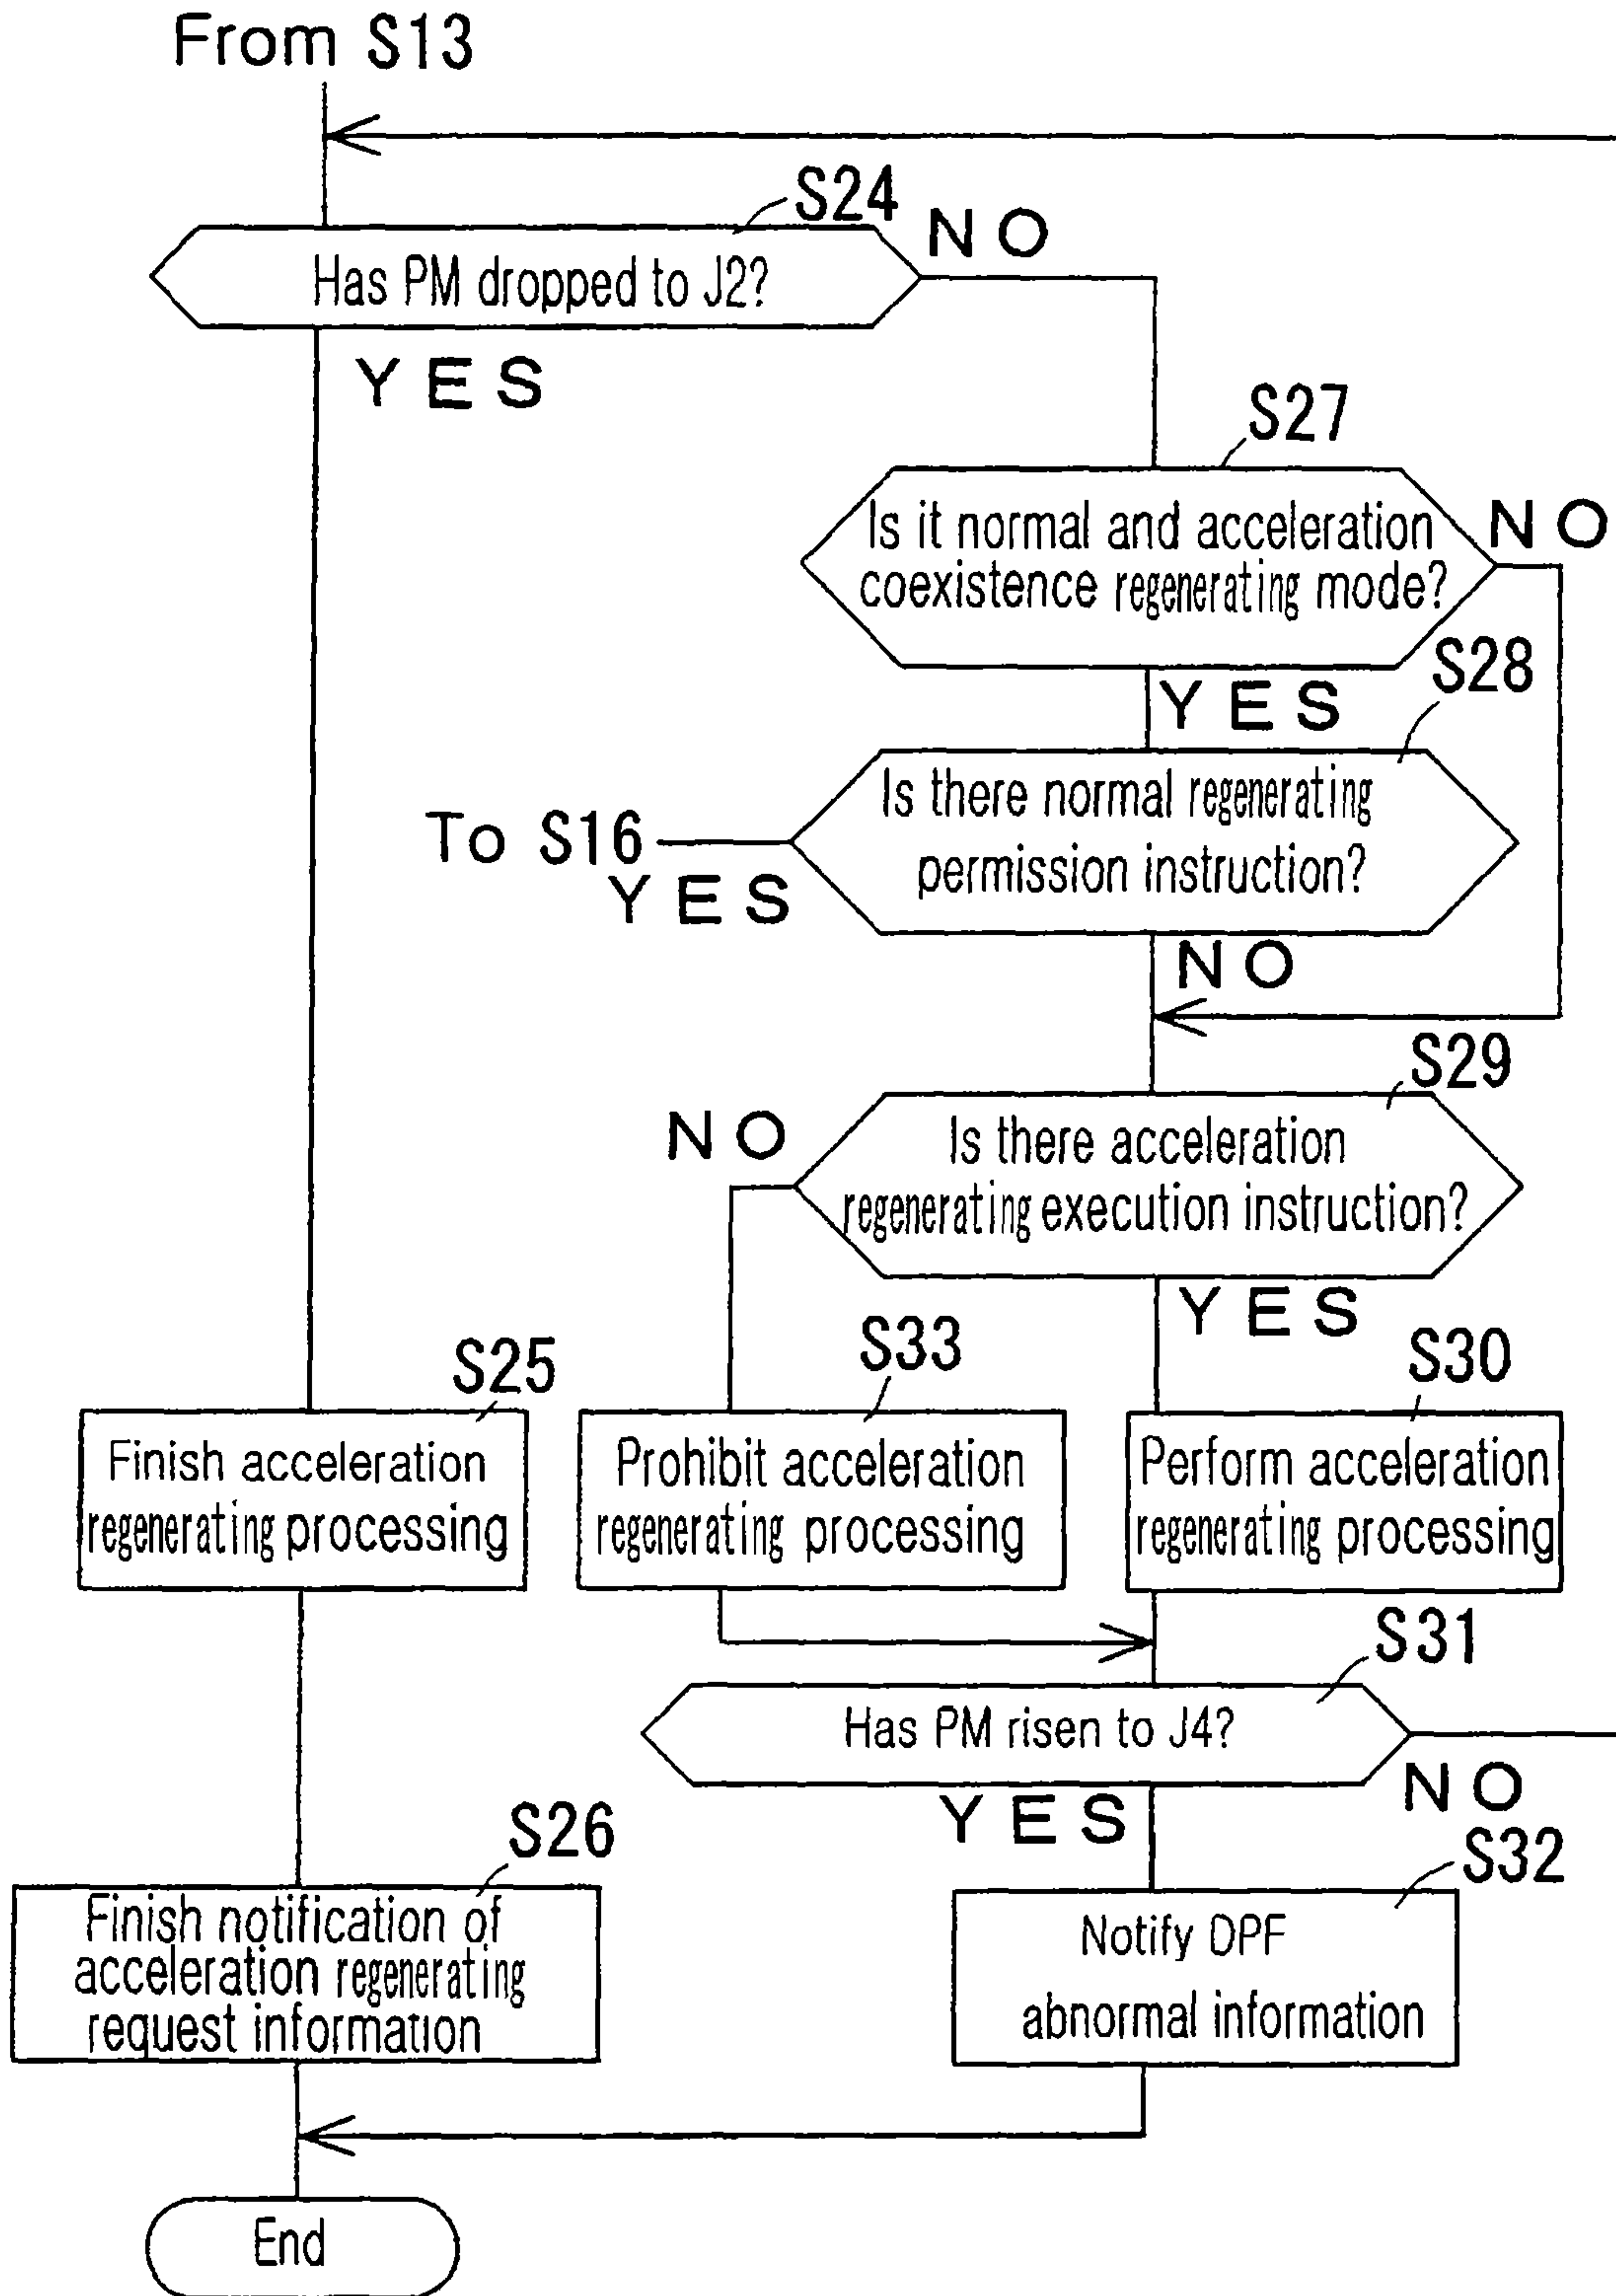 From S13
S24
NO
Has PM dropped to J2?
YES
S27
Is it normal and acceleration
coexistence regenerating mode?
NO
YES
S28
Is there normal regenerating
permission instruction?
To S16
YES
NO
S29
Is there acceleration
regenerating execution instruction?
NO
YES
S25
Finish acceleration
regenerating processing
S33
Prohibit acceleration
regenerating processing
S30
Perform acceleration
regenerating processing
S31
Has PM risen to J4?
NO
YES
S26
Finish notification of
acceleration regenerating
request information
S32
Notify DPF
abnormal information
End